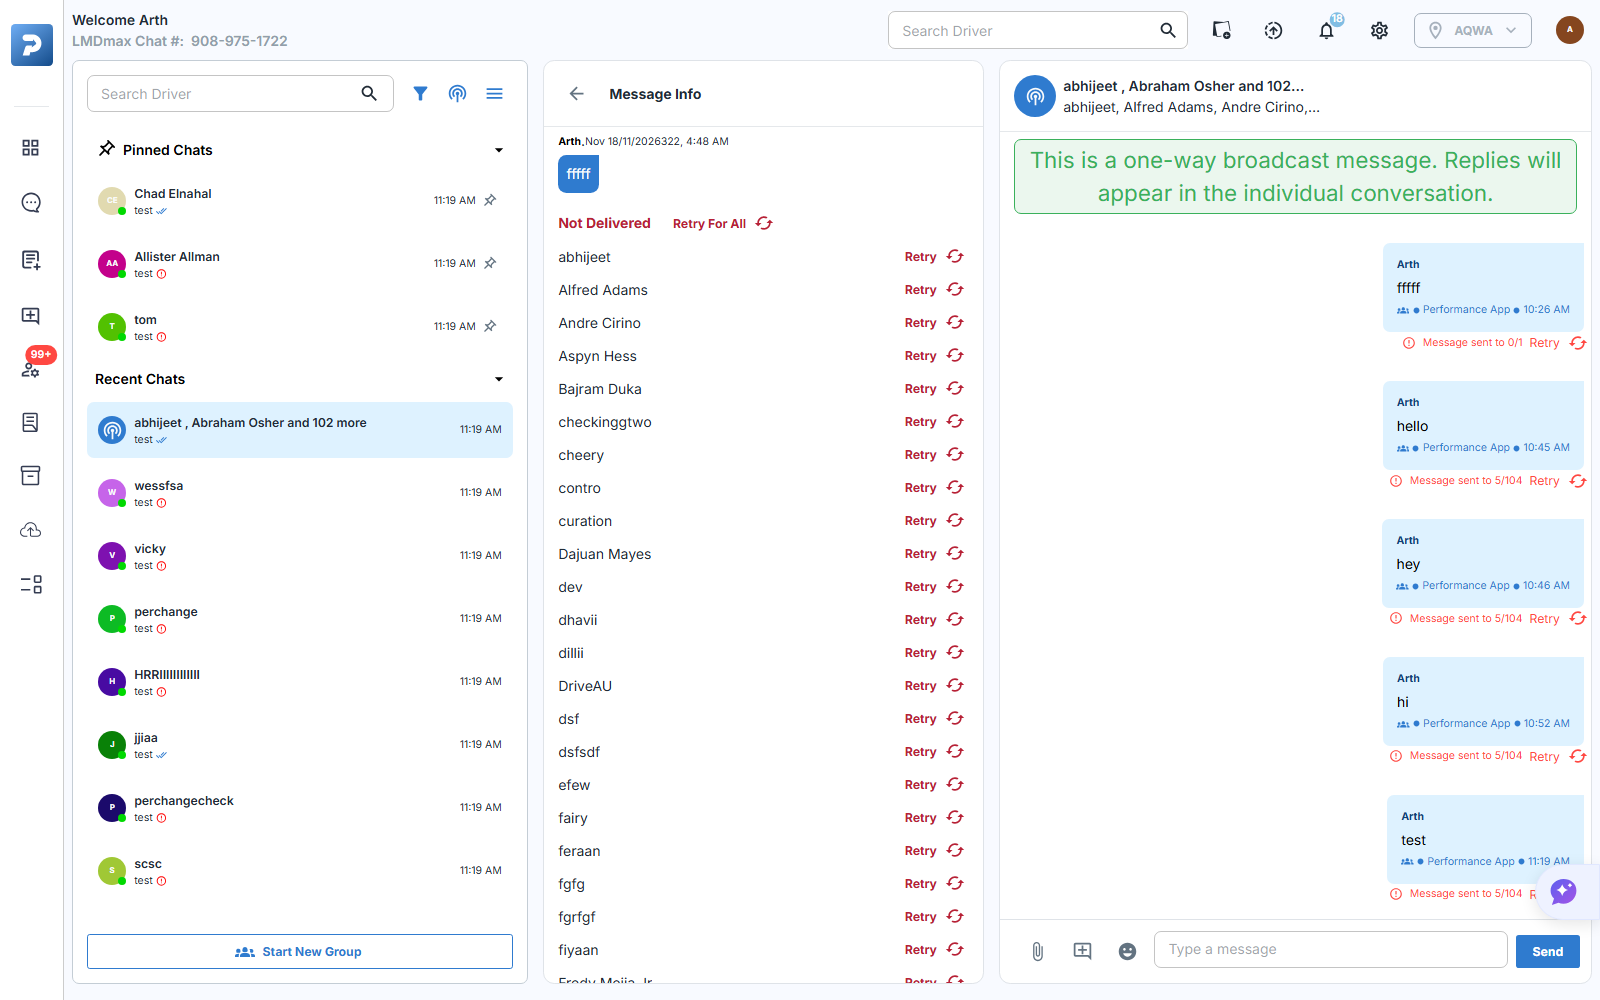 Welcome Arth
LMDmax Chat #: 908-975-1722
Search Driver
18
AQWA
A
99+
Search Driver
Pinned Chats
CE
Chad Elnahal
test
11:19 AM
AA
Allister Allman
test
11:19 AM
T
tom
test
11:19 AM
Recent Chats
abhijeet , Abraham Osher and 102 more
test
11:19 AM
W
wessfsa
test
11:19 AM
V
vicky
test
11:19 AM
P
perchange
test
11:19 AM
H
HRRIIIIIIIIIIII
test
11:19 AM
J
jjiaa
test
11:19 AM
P
perchangecheck
test
11:19 AM
S
scsc
test
11:19 AM
Start New Group
Message Info
Arth,Nov 18/11/2026322, 4:48 AM
fffff
Not Delivered Retry For All
abhijeet Retry
Alfred Adams Retry
Andre Cirino Retry
Aspyn Hess Retry
Bajram Duka Retry
checkinggtwo Retry
cheery Retry
contro Retry
curation Retry
Dajuan Mayes Retry
dev Retry
dhavii Retry
dillii Retry
DriveAU Retry
dsf Retry
dsfsdf Retry
efew Retry
fairy Retry
feraan Retry
fgfg Retry
fgrfgf Retry
fiyaan Retry
Fredy Mejia Jr Retry
abhijeet , Abraham Osher and 102...
abhijeet, Alfred Adams, Andre Cirino,...
This is a one-way broadcast message. Replies will
appear in the individual conversation.
Arth
fffff
Performance App ● 10:26 AM
Message sent to 0/1 Retry
Arth
hello
Performance App ● 10:45 AM
Message sent to 5/104 Retry
Arth
hey
Performance App ● 10:46 AM
Message sent to 5/104 Retry
Arth
hi
Performance App ● 10:52 AM
Message sent to 5/104 Retry
Arth
test
Performance App ● 11:19 AM
Message sent to 5/104
Type a message
Send